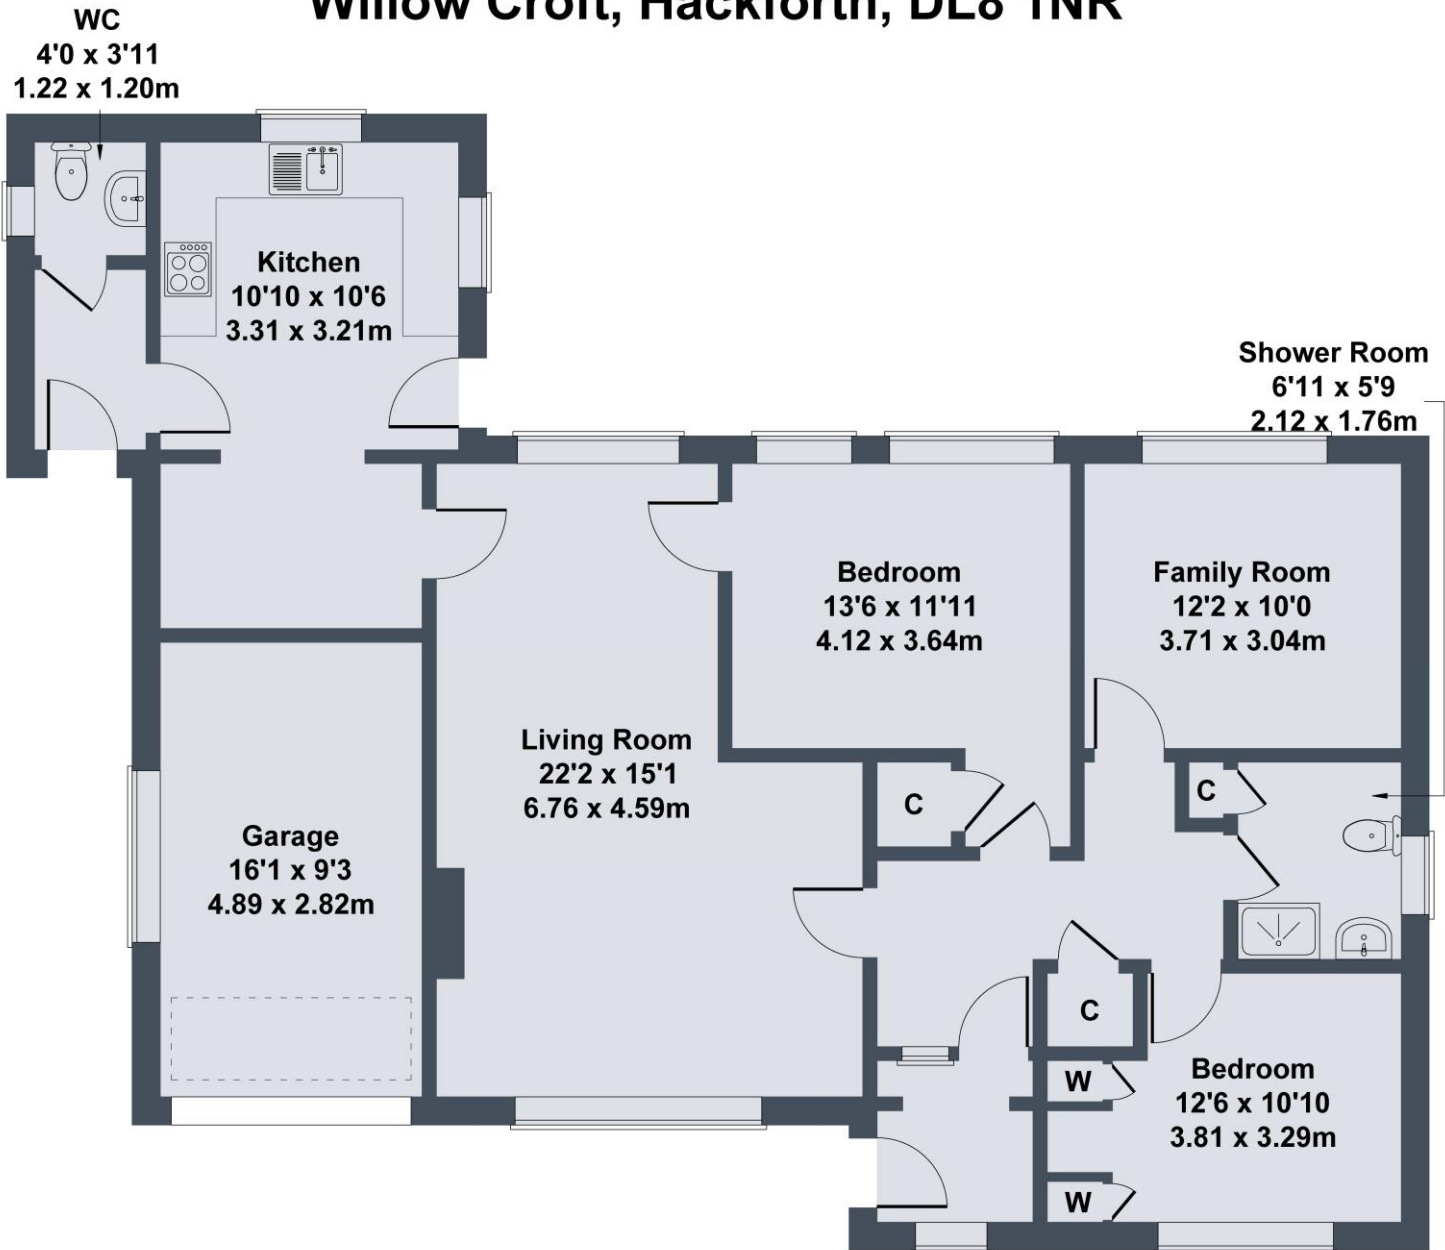 Willow Croft, Hackforth, DL8 1NR
WC
4'0 x 3'11
1.22 x 1.20m
Kitchen
10'10 x 10'6
3.31 x 3.21m
Shower Room
6'11 x 5'9
2.12 x 1.76m
Bedroom
13'6 x 11'11
4.12 x 3.64m
Family Room
12'2 x 10'0
3.71 x 3.04m
Living Room
22'2 x 15'1
6.76 x 4.59m
Garage
16'1 x 9'3
4.89 x 2.82m
C
C
C
W
Bedroom
12'6 x 10'10
3.81 x 3.29m
W